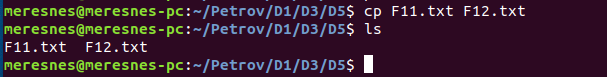 meresnes@meresnes-pc:~/Petrov/D1/D3/D5$ cp F11.txt F12.txt
meresnes@meresnes-pc:~/Petrov/D1/D3/D5$ ls
F11.txt  F12.txt
meresnes@meresnes-pc:~/Petrov/D1/D3/D5$